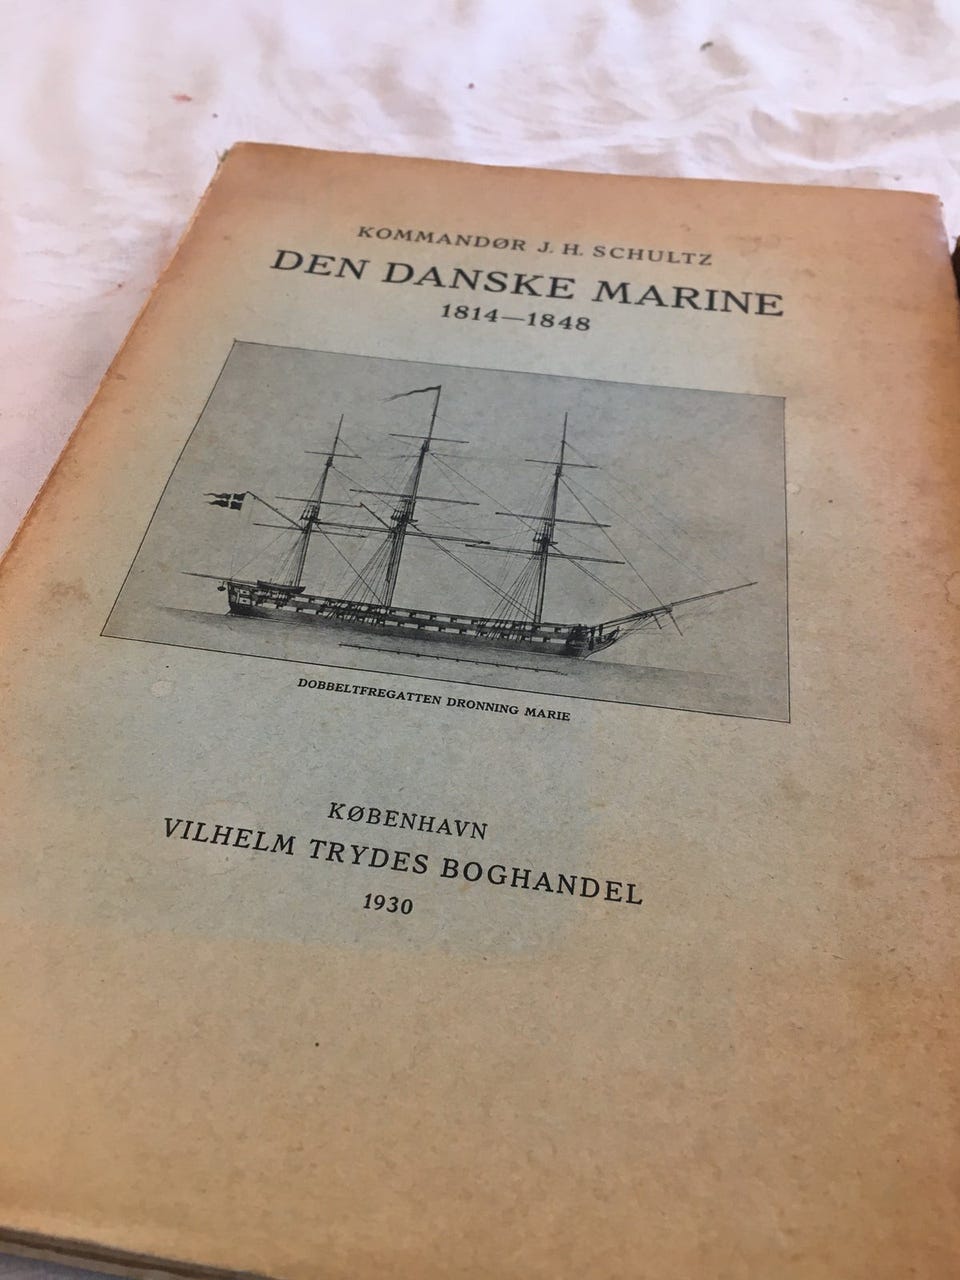 KOMMANDØR J. H. SCHULTZ
DEN DANSKE MARINE
1814—1848
DOBBELTFREGATTEN DRONNING MARIE
KØBENHAVN
VILHELM TRYDES BOGHANDEL
1930